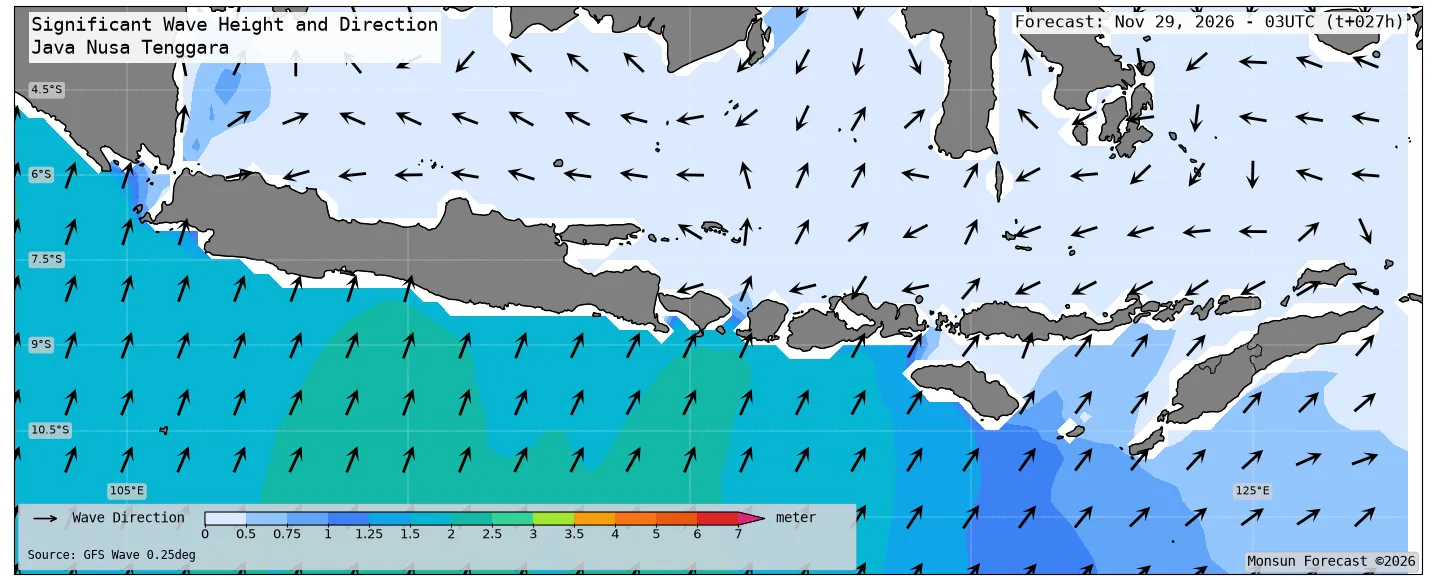 Significant Wave Height and Direction
Java Nusa Tenggara
Forecast: Nov 29, 2026 - 03UTC (t+027h)
4.5°S
6°S
7.5°S
9°S
10.5°S
105°E
125°E
Wave Direction
0 0.5 0.75 1 1.25 1.5 2 2.5 3 3.5 4 5 6 7
meter
Source: GFS Wave 0.25deg
Monsun Forecast ©2026